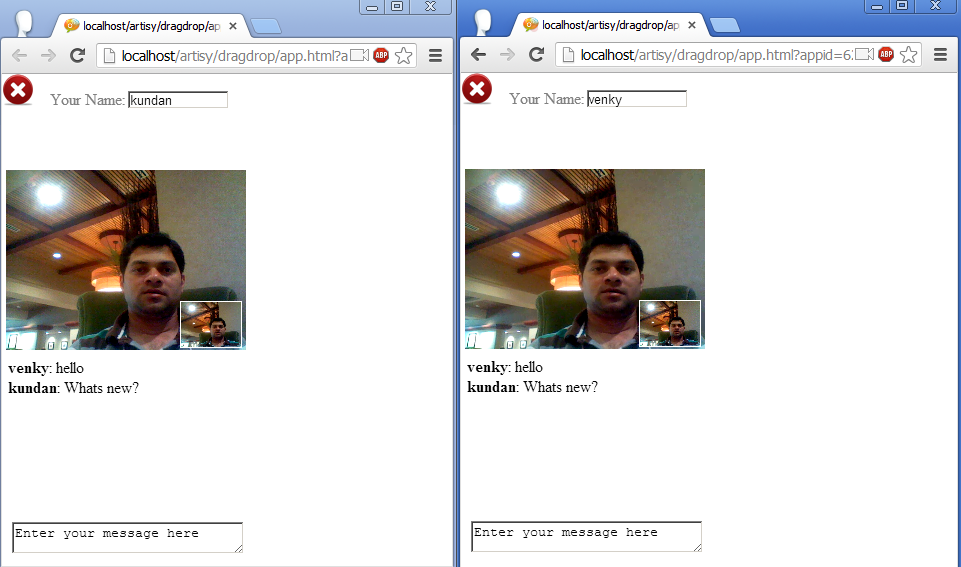 localhost/artisy/dragdrop/ap
localhost/artisy/dragdrop/app.html?a
ABP
Your Name: kundan
venky: hello
kundan: Whats new?
Enter your message here
localhost/artisy/dragdrop/ap
localhost/artisy/dragdrop/app.html?appid=6
ABP
Your Name: venky
venky: hello
kundan: Whats new?
Enter your message here